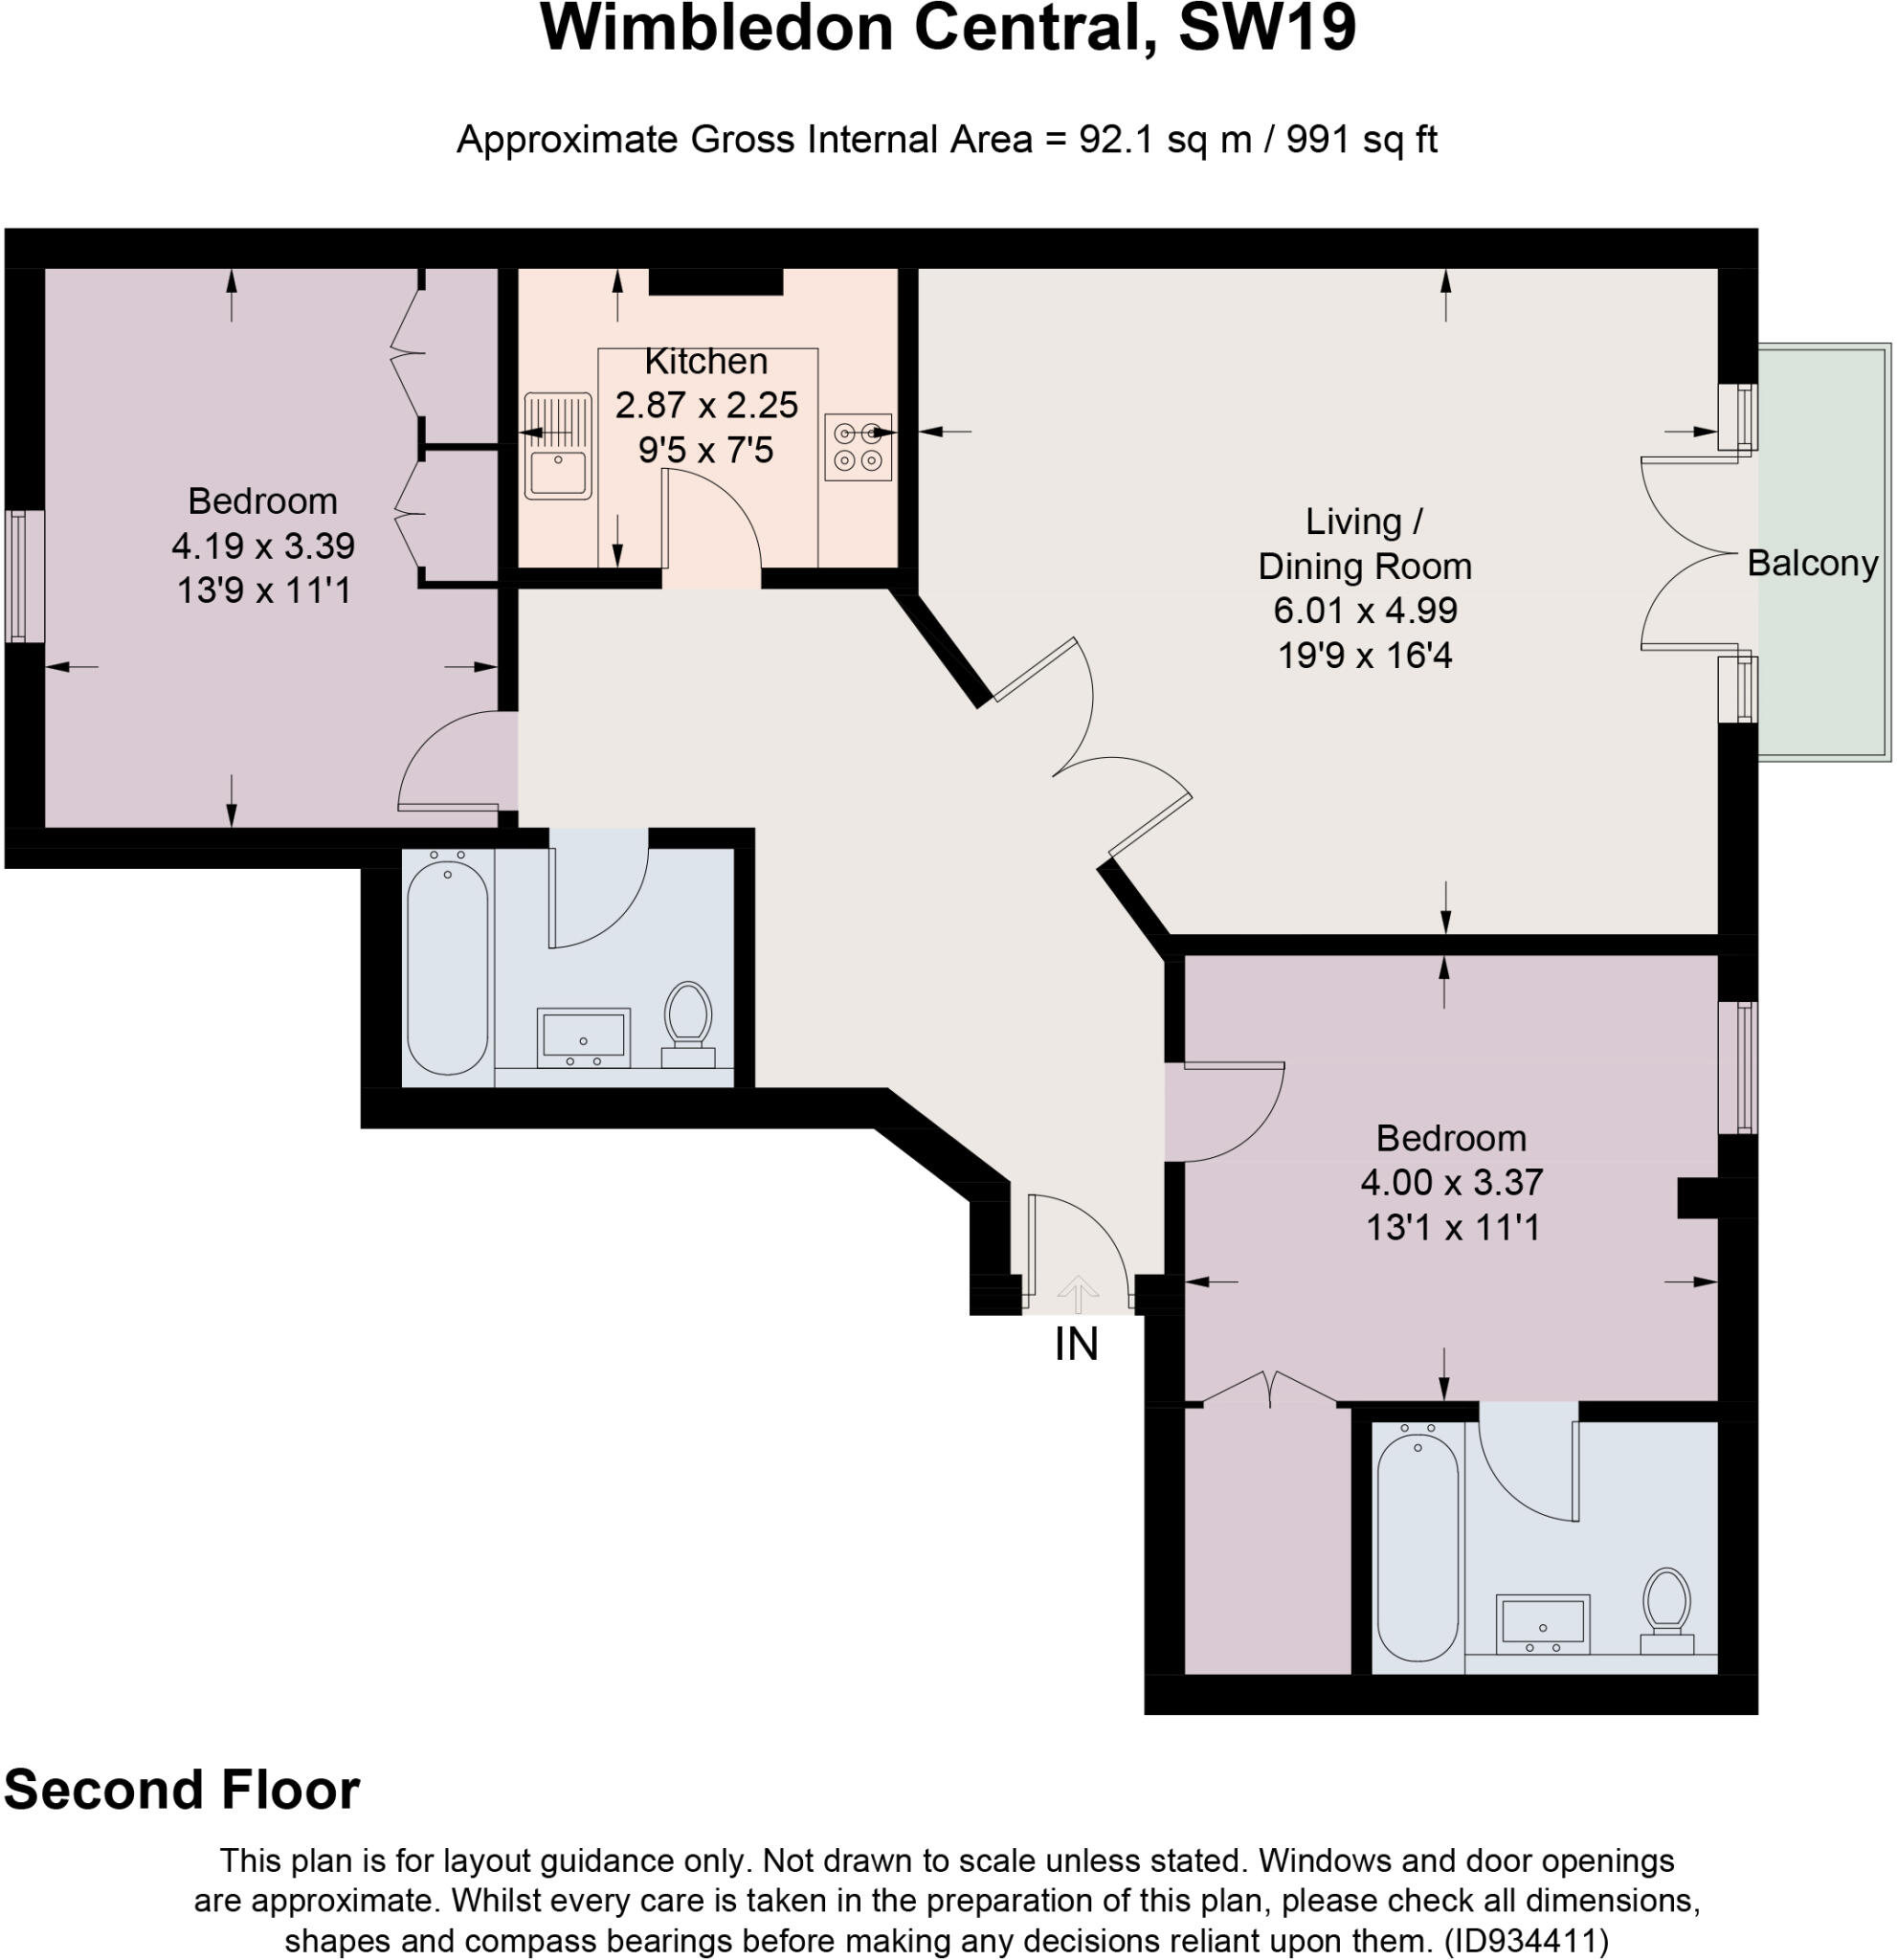 Wimbledon Central, SW19
Approximate Gross Internal Area = 92.1 sq m / 991 sq ft
Kitchen
2.87 x 2.25
9'5 x 7'5
Bedroom
4.19 x 3.39
13'9 x 11'1
Living /
Dining Room
6.01 x 4.99
19'9 x 16'4
Balcony
Bedroom
4.00 x 3.37
13'1 x 11'1
IN
Second Floor
This plan is for layout guidance only. Not drawn to scale unless stated. Windows and door openings
are approximate. Whilst every care is taken in the preparation of this plan, please check all dimensions,
shapes and compass bearings before making any decisions reliant upon them. (ID934411)